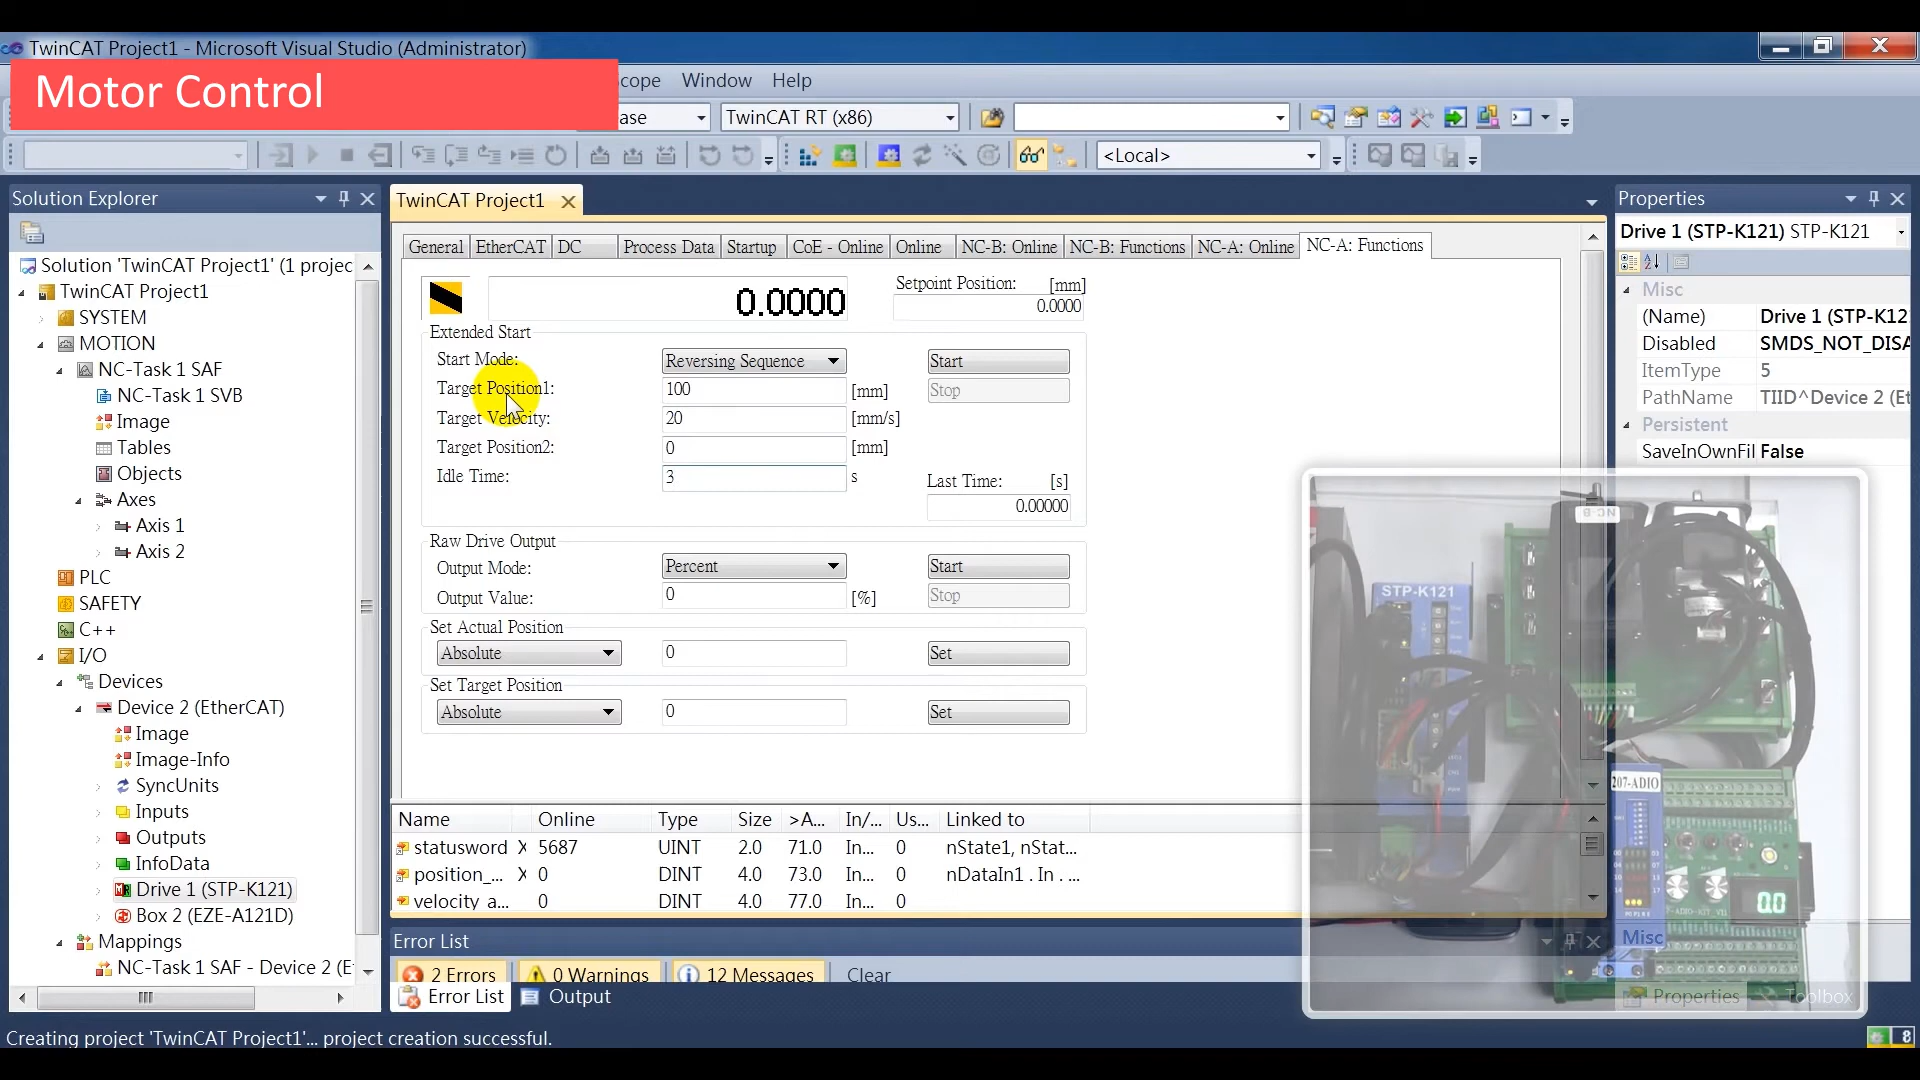 TwinCAT Project1 - Microsoft Visual Studio (Administrator)
Motor Control
cope Window Help
ase TwinCAT RT (x86)
<Local>
Solution Explorer
Solution 'TwinCAT Project1' (1 projec
TwinCAT Project1
SYSTEM
MOTION
NC-Task 1 SAF
NC-Task 1 SVB
Image
Tables
Objects
Axes
Axis 1
Axis 2
PLC
SAFETY
C++
I/O
Devices
Device 2 (EtherCAT)
Image
Image-Info
SyncUnits
Inputs
Outputs
InfoData
Drive 1 (STP-K121)
Box 2 (EZE-A121D)
Mappings
NC-Task 1 SAF - Device 2 (E
TwinCAT Project1
General EtherCAT DC Process Data Startup CoE - Online Online NC-B: Online NC-B: Functions NC-A: Online NC-A: Functions
0.0000
Setpoint Position: [mm]
0.0000
Extended Start
Start Mode: Reversing Sequence Start
Target Position1: 100 [mm] Stop
Target Velocity: 20 [mm/s]
Target Position2: 0 [mm]
Idle Time: 3 s
Last Time: [s]
0.00000
Raw Drive Output
Output Mode: Percent Start
Output Value: 0 [%] Stop
Set Actual Position
Absolute 0 Set
Set Target Position
Absolute 0 Set
Name Online Type Size >A... In/... Us... Linked to
statusword X 5687 UINT 2.0 71.0 In... 0 nState1, nStat...
position_... X 0 DINT 4.0 73.0 In... 0 nDataIn1 . In . ...
velocity a... 0 DINT 4.0 77.0 In... 0
Error List
2 Errors 0 Warnings 12 Messages Clear
Error List Output
Creating project 'TwinCAT Project1'... project creation successful.
Properties
Drive 1 (STP-K121) STP-K121
Misc
(Name) Drive 1 (STP-K12
Disabled SMDS_NOT_DISA
ItemType 5
PathName TIID^Device 2 (Et
Persistent
SaveInOwnFil False
NC-B
STP-K121
207-ADIO
0.0
Misc
Properties Toolbox
8